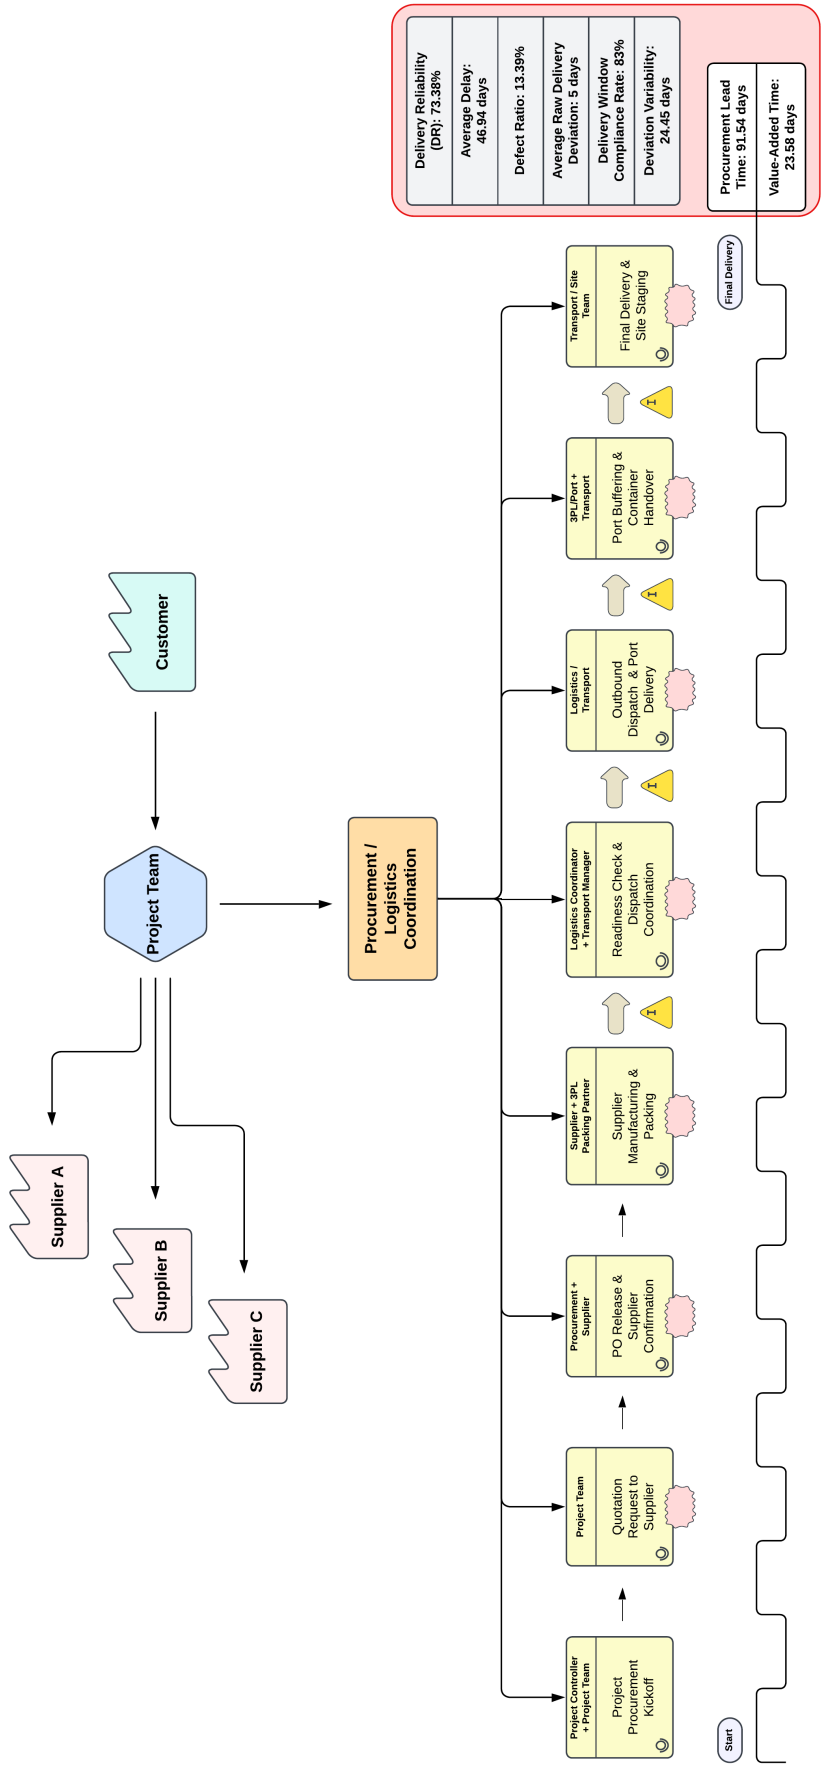 Supplier A
Supplier B
Supplier C
Project Team
Customer
Procurement /
Logistics
Coordination
Project Controller
+ Project Team
Project
Procurement
Kickoff
Project Team
Quotation
Request to
Supplier
Procurement +
Supplier
PO Release &
Supplier
Confirmation
Supplier + 3PL
Packing Partner
Supplier
Manufacturing &
Packing
I
Logistics Coordinator
+ Transport Manager
Readiness Check &
Dispatch
Coordination
I
Logistics /
Transport
Outbound
Dispatch & Port
Delivery
I
3PL/Port +
Transport
Port Buffering &
Container
Handover
I
Transport / Site
Team
Final Delivery &
Site Staging
Start
Final Delivery
Delivery Reliability
(DR): 73.38%
Average Delay:
46.94 days
Defect Ratio: 13.39%
Average Raw Delivery
Deviation: 5 days
Delivery Window
Compliance Rate: 83%
Deviation Variability:
24.45 days
Procurement Lead
Time: 91.54 days
Value-Added Time:
23.58 days